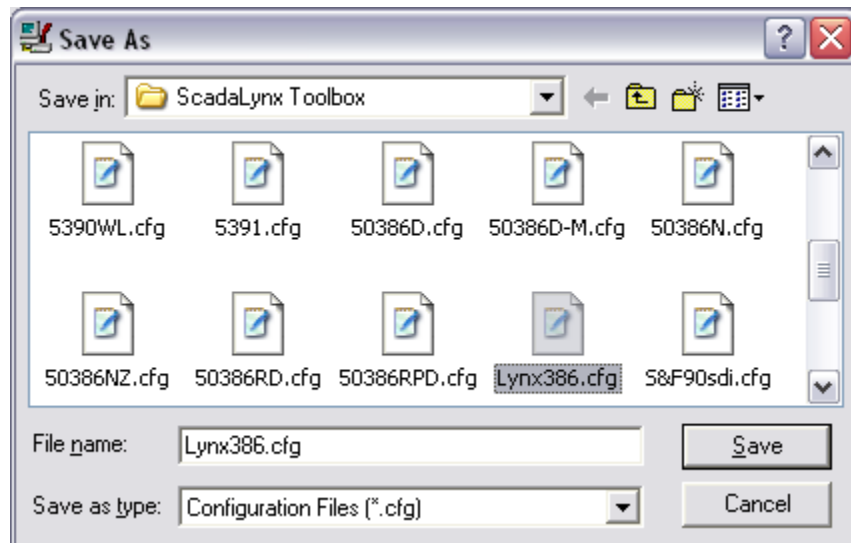 Save As
Save in: ScadaLynx Toolbox
5390WL.cfg 5391.cfg 50386D.cfg 50386D-M.cfg 50386N.cfg
50386NZ.cfg 50386RD.cfg 50386RPD.cfg Lynx386.cfg S&F90sdi.cfg
File name: Lynx386.cfg Save
Save as type: Configuration Files (*.cfg) Cancel